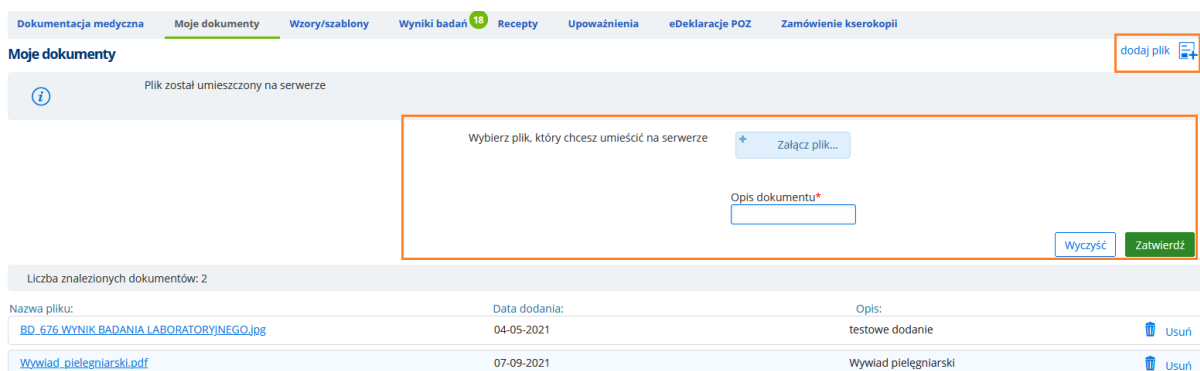 Dokumentacja medyczna Moje dokumenty Wzory/szablony Wyniki badań 18 Recepty Upoważnienia eDeklaracje POZ Zamówienie kserokopii
Moje dokumenty dodaj plik
Plik został umieszczony na serwerze
Wybierz plik, który chcesz umieścić na serwerze Załącz plik...
Opis dokumentu*
Wyczyść Zatwierdź
Liczba znalezionych dokumentów: 2
Nazwa pliku: Data dodania: Opis:
BD_676 WYNIK BADANIA LABORATORYJNEGO.jpg 04-05-2021 testowe dodanie Usuń
Wywiad_pielegniarski.pdf 07-09-2021 Wywiad pielęgniarski Usuń